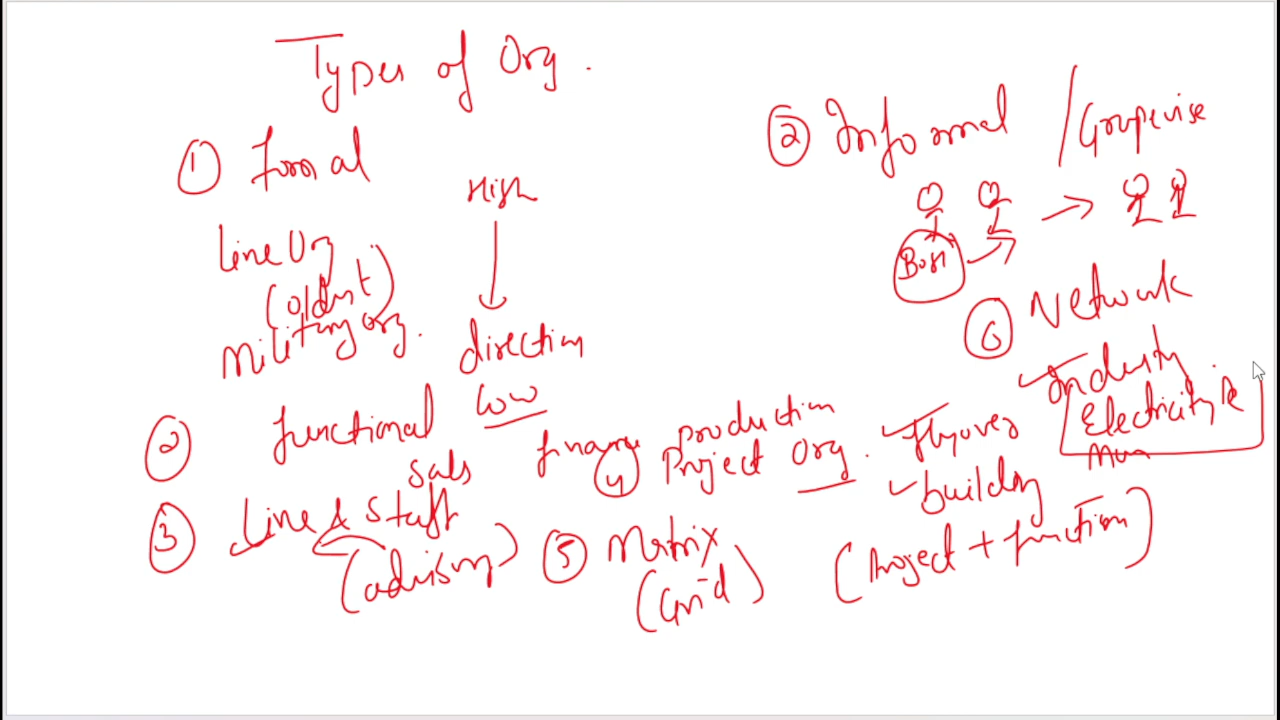 Types of Org.
① Formal
High
Line Org
(oldest)
Military org.
direction
Low
② functional
sales
finance
production
③ Line & Staff
(advisory)
④ Project Org.
flyover
building
⑤ Matrix
(Grid)
(Project + function)
② Informal / Grapevine
Boss
⑥ Network
Industry
Electricity